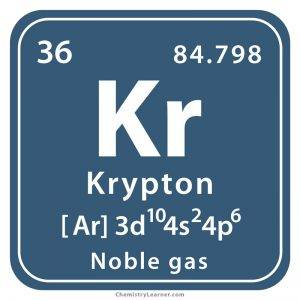 36 84.798
Kr
Krypton
[Ar]3d¹⁰4s²4p⁶
Noble gas
ChemistryLearner.com